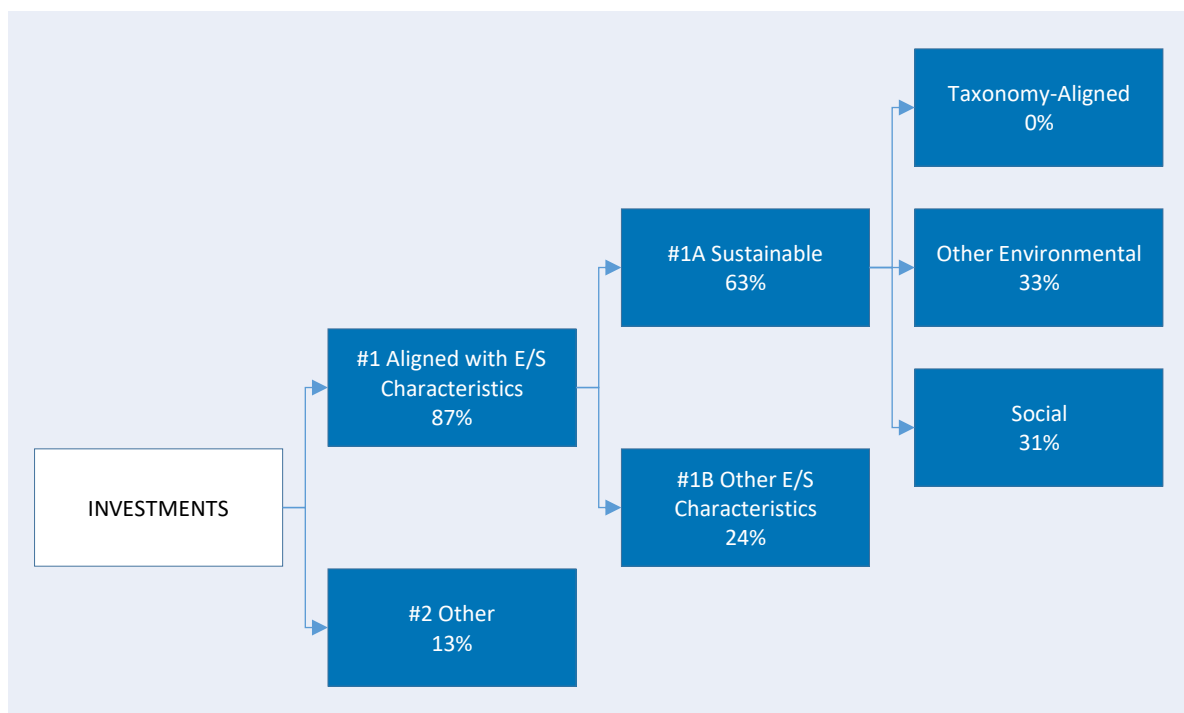 INVESTMENTS
#1 Aligned with E/S
Characteristics
87%
#2 Other
13%
#1A Sustainable
63%
#1B Other E/S
Characteristics
24%
Taxonomy-Aligned
0%
Other Environmental
33%
Social
31%